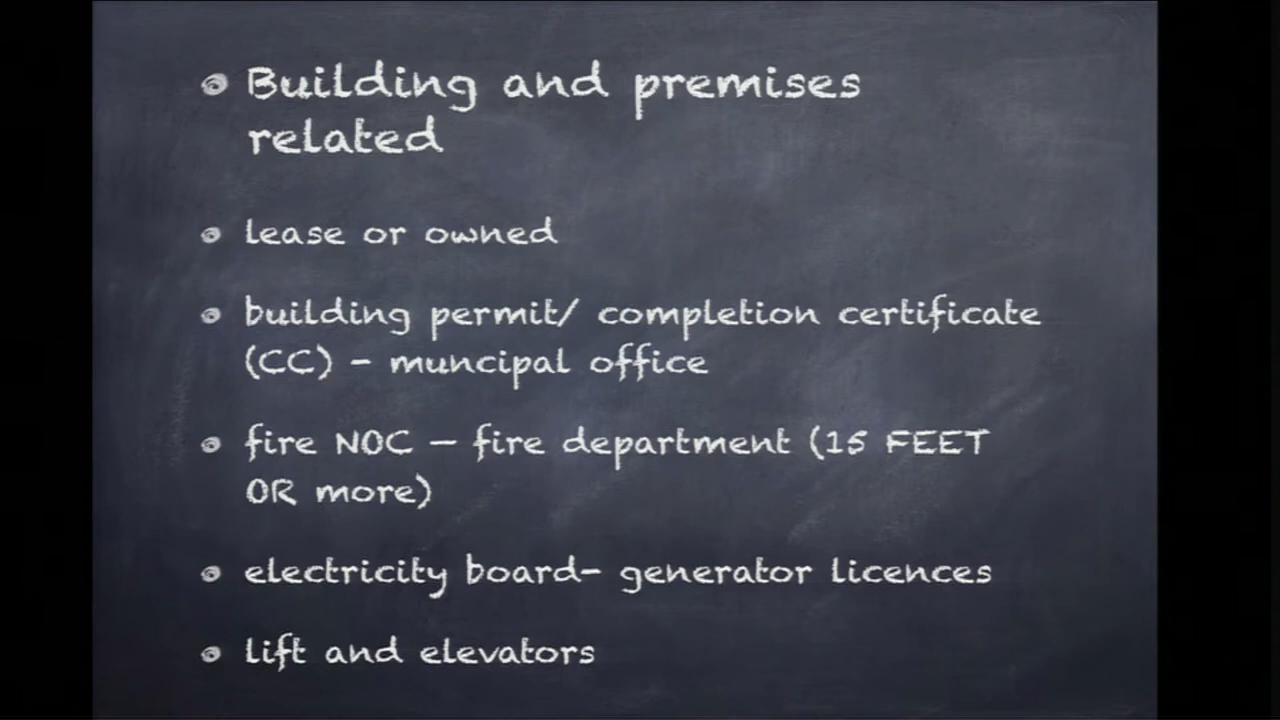 Building and premises
related
lease or owned
building permit/ completion certificate
(CC) - muncipal office
fire NOC – fire department (15 FEET
OR more)
electricity board- generator licences
lift and elevators